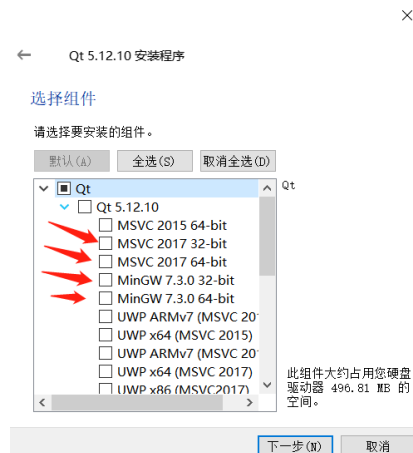 Qt 5.12.10 安装程序
选择组件
请选择要安装的组件。
默认(A) 全选(S) 取消全选(D)
Qt
Qt
Qt 5.12.10
MSVC 2015 64-bit
MSVC 2017 32-bit
MSVC 2017 64-bit
MinGW 7.3.0 32-bit
MinGW 7.3.0 64-bit
UWP ARMv7 (MSVC 20
UWP x64 (MSVC 2015)
UWP ARMv7 (MSVC 20
UWP x64 (MSVC 2017)
UWP x86 (MSVC2017)
此组件大约占用您硬盘
驱动器 496.81 MB 的
空间。
下一步(N) 取消